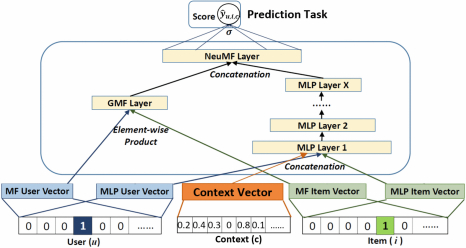 Score ŷu,i,c Prediction Task
σ
NeuMF Layer
Concatenation
MLP Layer X
GMF Layer
......
Element-wise
Product
MLP Layer 2
MLP Layer 1
Concatenation
MF User Vector MLP User Vector Context Vector MF Item Vector MLP Item Vector
0 0 0 1 0 0 ...... 0.2 0.4 0.3 0 0.8 0.1 ...... 0 0 0 0 1 0 ......
User (u) Context (c) Item ( i )